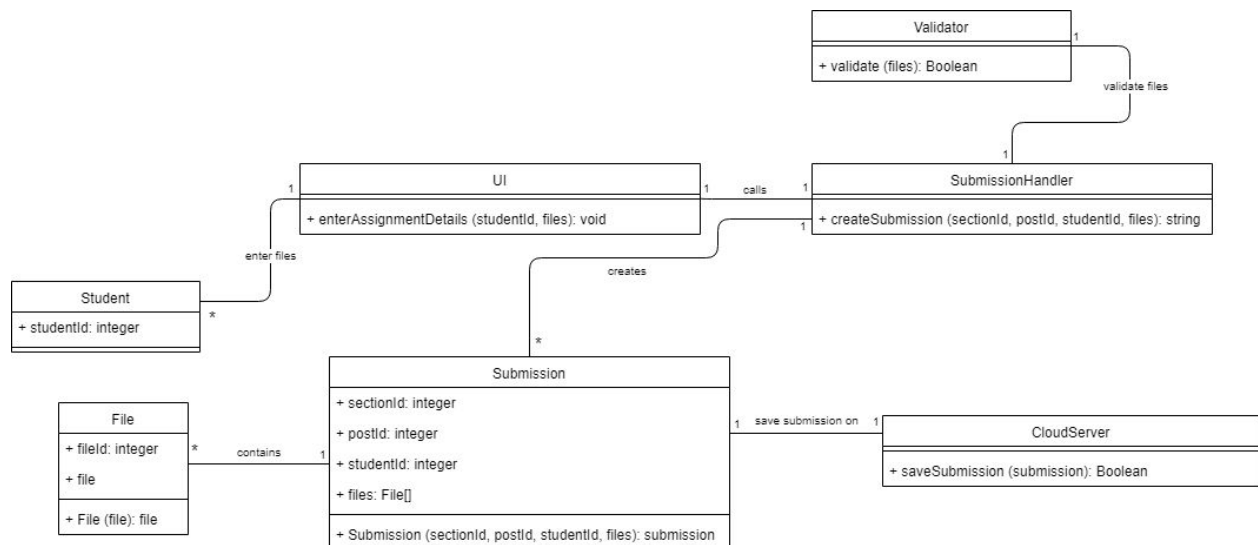 Validator
+ validate (files): Boolean
1
validate files
1
UI
+ enterAssignmentDetails (studentId, files): void
1
1
calls
1
SubmissionHandler
+ createSubmission (sectionId, postId, studentId, files): string
1
enter files
creates
Student
+ studentId: integer
*
*
Submission
+ sectionId: integer
+ postId: integer
+ studentId: integer
+ files: File[]
+ Submission (sectionId, postId, studentId, files): submission
File
+ fileId: integer
+ file
+ File (file): file
*
contains
1
1
save submission on
1
CloudServer
+ saveSubmission (submission): Boolean